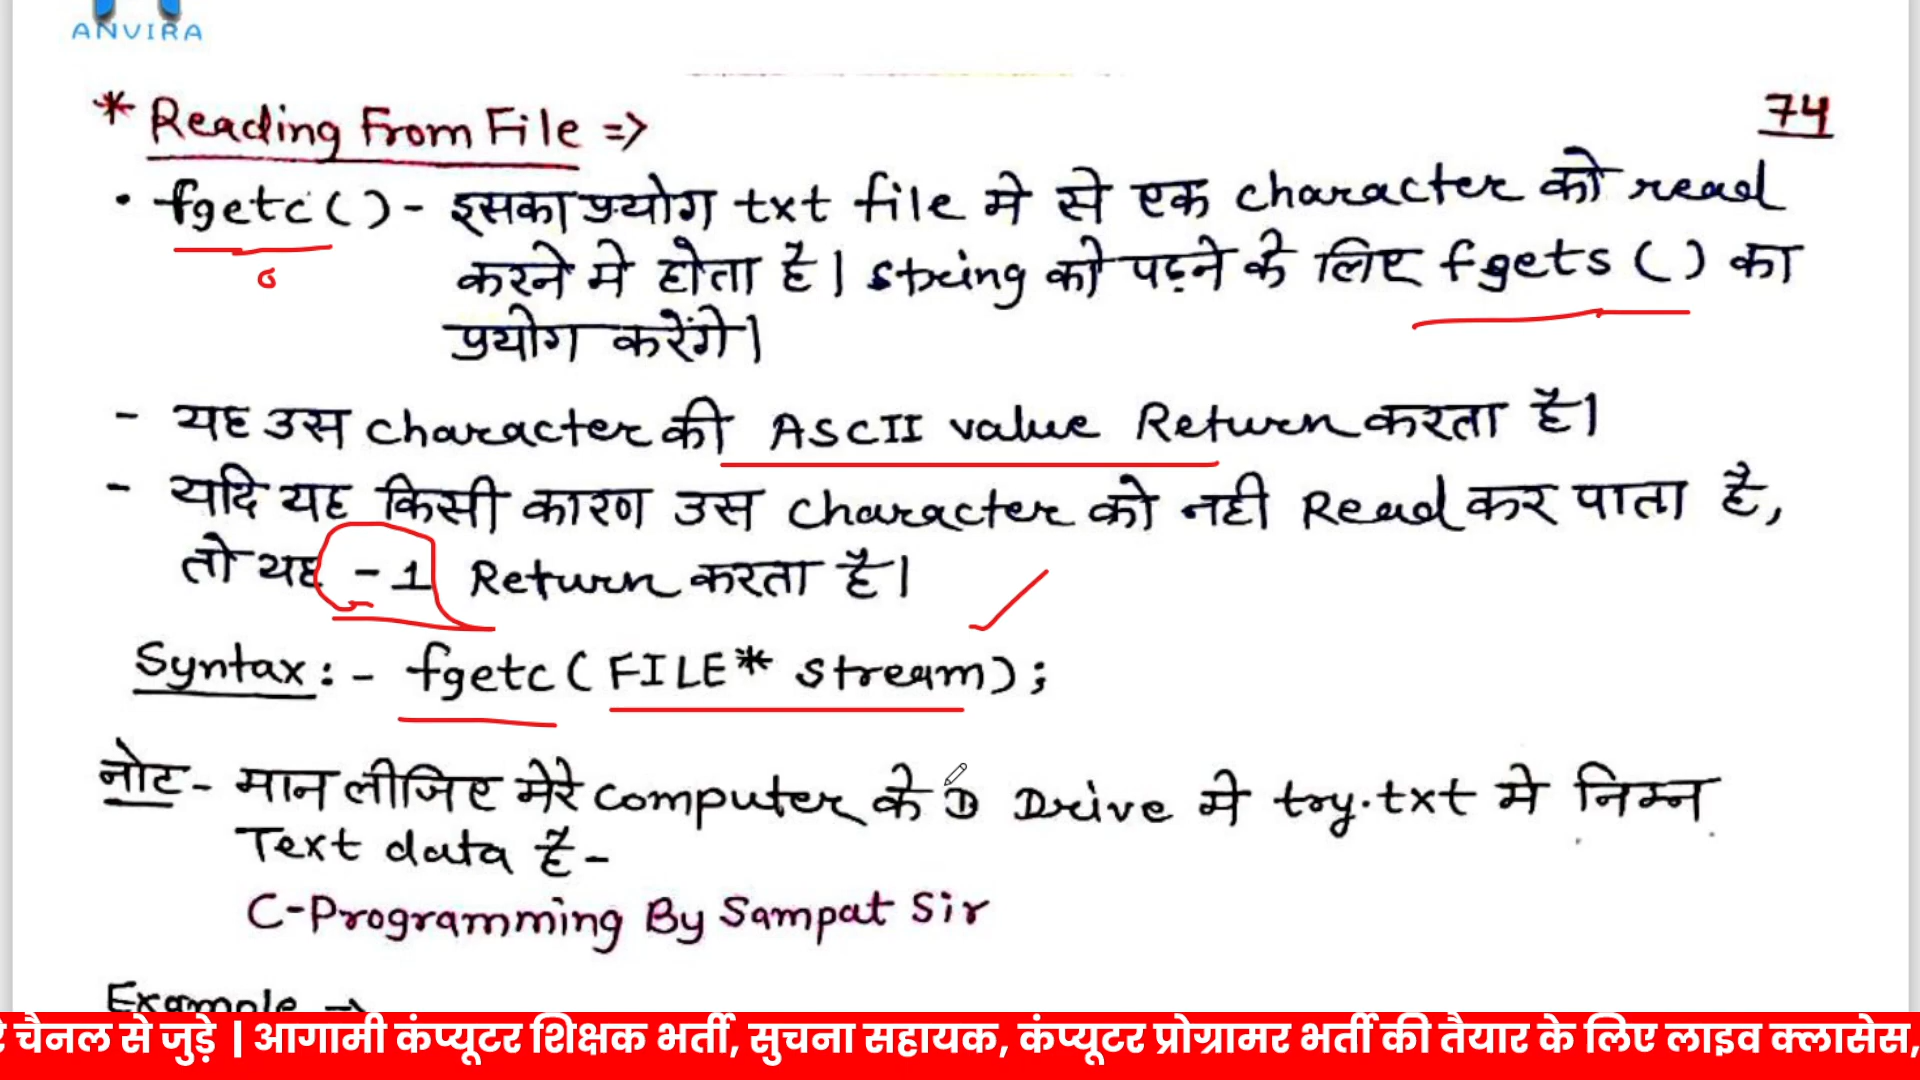 ANVIRA
* Reading From File =>
74
• fgetc() - इसका प्रयोग txt file मे से एक character को read
करने मे होता है। string को पढ़ने के लिए fgets () का
प्रयोग करेंगे।
- यह उस character की ASCII value Return करता है।
- यदि यह किसी कारण उस character को नही Read कर पाता है,
तो यह -1 Return करता है।
Syntax:- fgetc(FILE* stream);
नोट- मान लीजिए मेरे computer के D Drive मे try.txt मे निम्न
Text data है-
C-Programming By Sampat Sir
Example →
चैनल से जुड़े | आगामी कंप्यूटर शिक्षक भर्ती, सुचना सहायक, कंप्यूटर प्रोग्रामर भर्ती की तैयार के लिए लाइव क्लासेस,